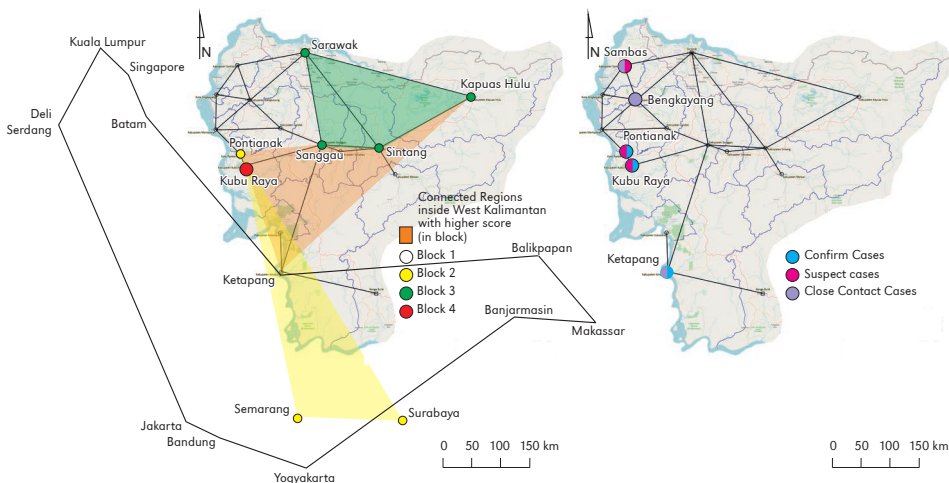 Kuala Lumpur
Singapore
Deli
Serdang
Batam
N
Sarawak
Kapuas Hulu
Pontianak
Sanggau
Sintang
Kubu Raya
Connected Regions
inside West Kalimantan
with higher score
(in block)
Block 1
Block 2
Block 3
Block 4
Ketapang
Balikpapan
Banjarmasin
Makassar
Semarang
Surabaya
Jakarta
Bandung
Yogyakarta
0 50 100 150 km
N
Sambas
Bengkayang
Pontianak
Kubu Raya
Ketapang
Confirm Cases
Suspect cases
Close Contact Cases
0 50 100 150 km